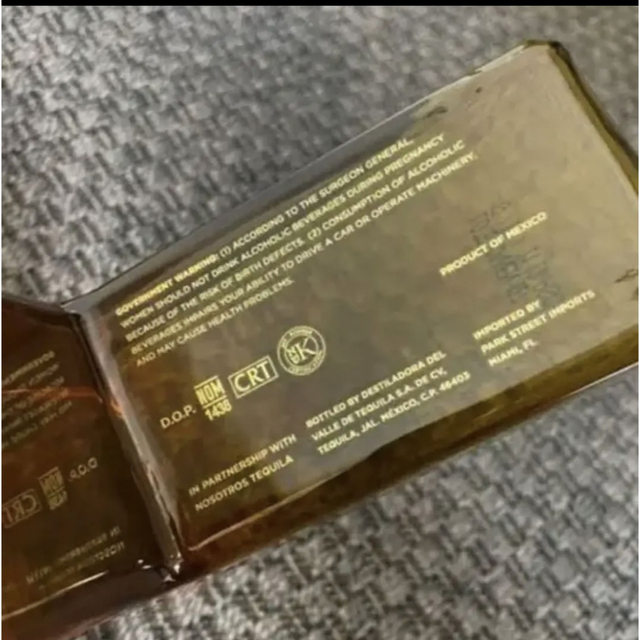 GOVERNMENT WARNING: (1) ACCORDING TO THE SURGEON GENERAL,
WOMEN SHOULD NOT DRINK ALCOHOLIC BEVERAGES DURING PREGNANCY
BECAUSE OF THE RISK OF BIRTH DEFECTS. (2) CONSUMPTION OF ALCOHOLIC
BEVERAGES IMPAIRS YOUR ABILITY TO DRIVE A CAR OR OPERATE MACHINERY,
AND MAY CAUSE HEALTH PROBLEMS.
PRODUCT OF MEXICO
D.O.P.
NOM
1438
CRT
K
IN PARTNERSHIP WITH
NOSOTROS TEQUILA
BOTTLED BY DESTILADORA DEL
VALLE DE TEQUILA S.A. DE CV,
TEQUILA, JAL. MÉXICO, C.P. 46403
IMPORTED BY
PARK STREET IMPORTS
MIAMI, FL
D.O.P.
CRT